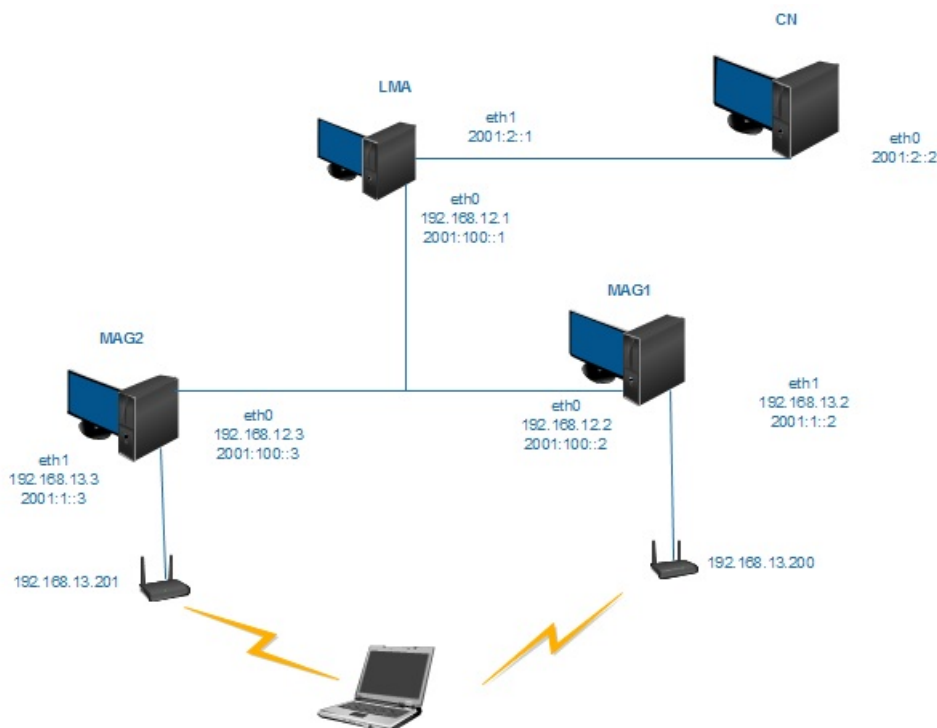 CN
LMA
eth1
2001:2::1
eth0
2001:2::2
eth0
192.168.12.1
2001:100::1
MAG1
MAG2
eth1
192.168.13.2
2001:1::2
eth0
192.168.12.3
2001:100::3
eth0
192.168.12.2
2001:100::2
eth1
192.168.13.3
2001:1::3
192.168.13.201
192.168.13.200